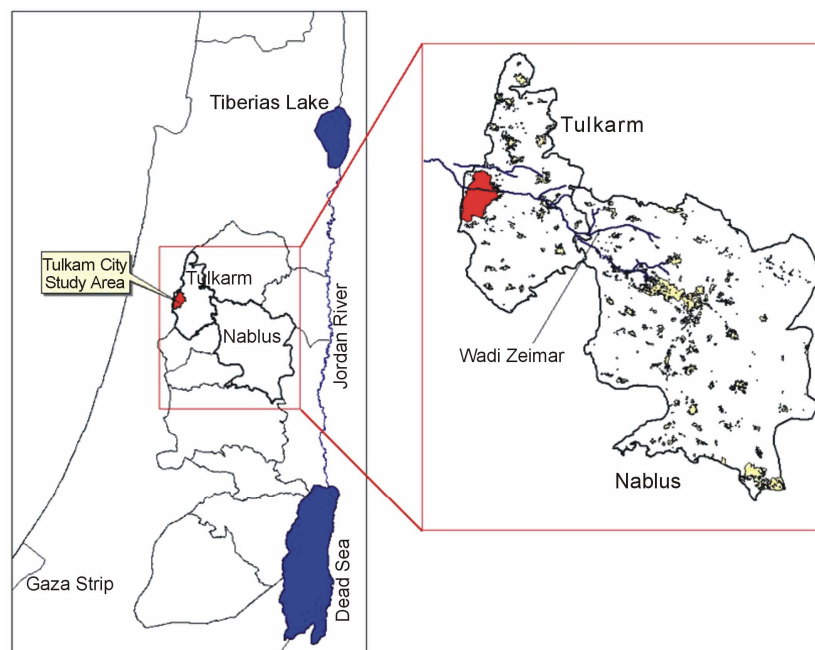 Tiberias Lake
Tulkam City
Study Area
Tulkarm
Nablus
Jordan River
Gaza Strip
Dead Sea
Tulkarm
Wadi Zeimar
Nablus